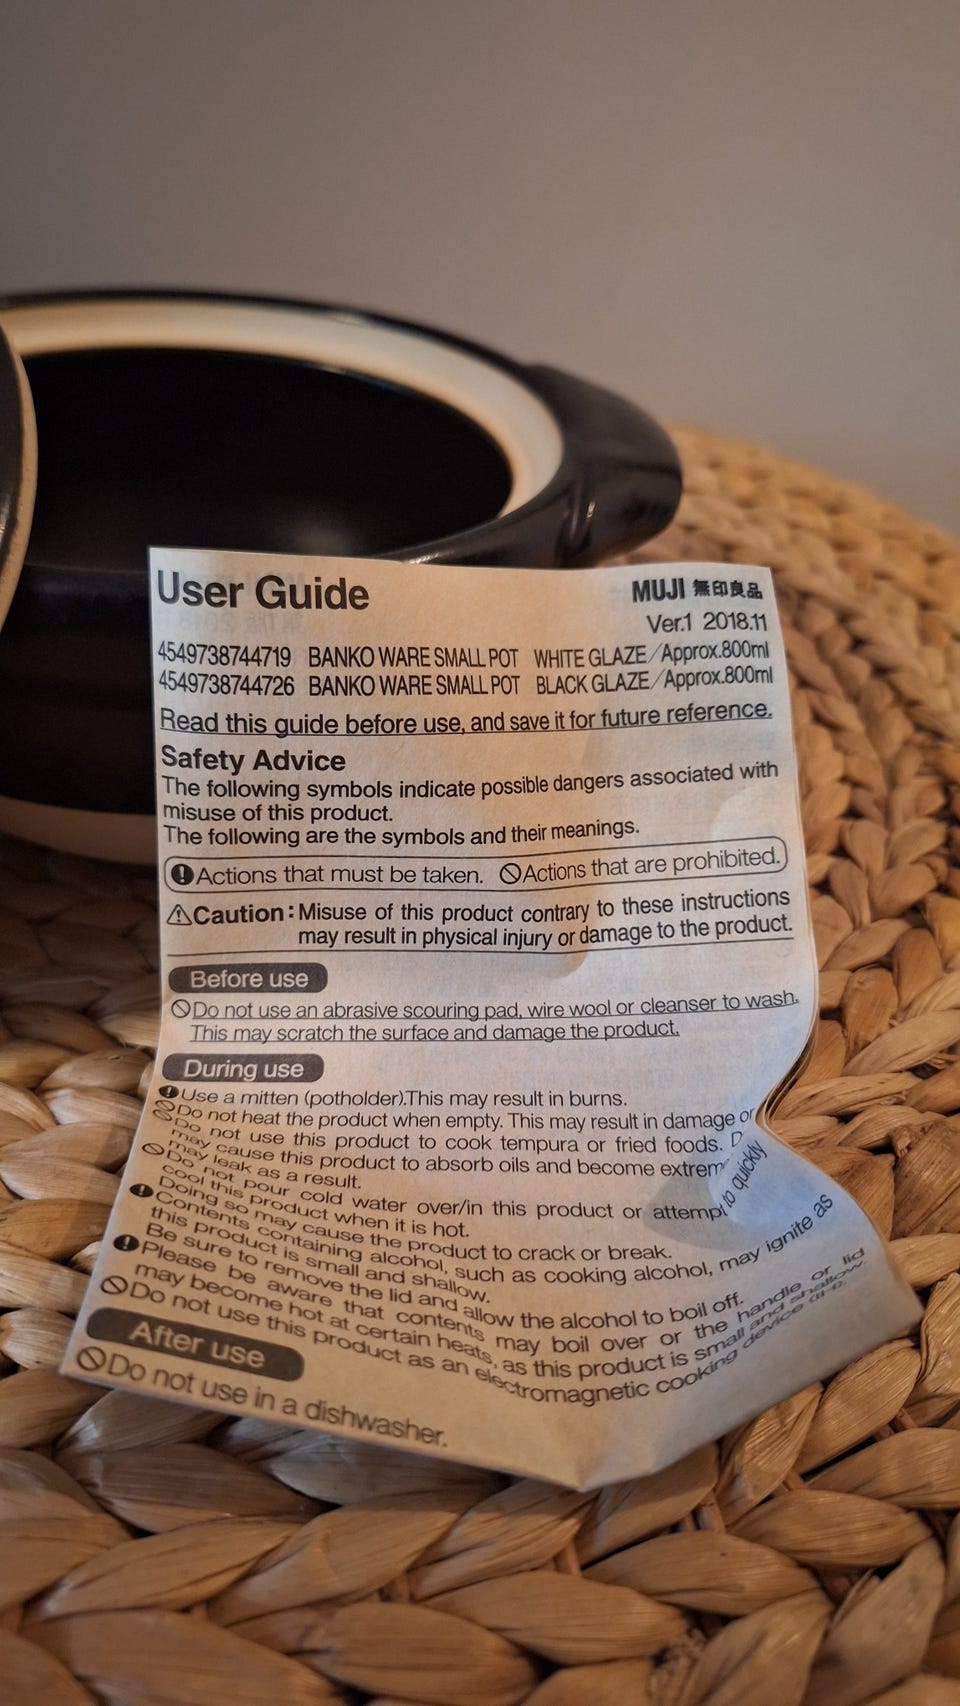 User Guide
MUJI 無印良品
Ver.1 2018.11
4549738744719 BANKO WARE SMALL POT WHITE GLAZE/Approx.800ml
4549738744726 BANKO WARE SMALL POT BLACK GLAZE/Approx.800ml
Read this guide before use, and save it for future reference.
Safety Advice
The following symbols indicate possible dangers associated with
misuse of this product.
The following are the symbols and their meanings.
Actions that must be taken. Actions that are prohibited.
Caution: Misuse of this product contrary to these instructions
may result in physical injury or damage to the product.
Before use
Do not use an abrasive scouring pad, wire wool or cleanser to wash.
This may scratch the surface and damage the product.
During use
Use a mitten (potholder).This may result in burns.
Do not heat the product when empty. This may result in damage or
Do not use this product to cook tempura or fried foods.
may cause this product to absorb oils and become
may leak as a result.
Do not pour cold water over/in this product or attempt to quickly
cool this product when it is hot.
Doing so may cause the product to crack or break.
Contents containing alcohol, such as cooking alcohol, may ignite as
this product is small and shallow.
Be sure to remove the lid and allow the alcohol to boil off.
Please be aware that contents may boil over or the handle or lid
may become hot at certain heats, as this product is small and shallow.
Do not use this product as an electromagnetic cooking device (IH).
After use
Do not use in a dishwasher.